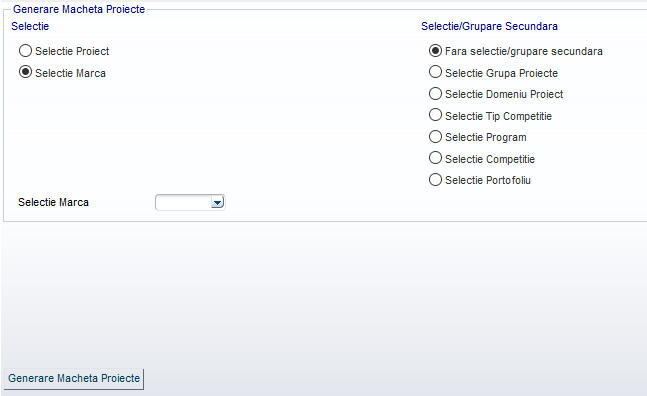 Generare Macheta Proiecte
Selectie
Selectie Proiect
Selectie Marca
Selectie/Grupare Secundara
Fara selectie/grupare secundara
Selectie Grupa Proiecte
Selectie Domeniu Proiect
Selectie Tip Competitie
Selectie Program
Selectie Competitie
Selectie Portofoliu
Selectie Marca
Generare Macheta Proiecte